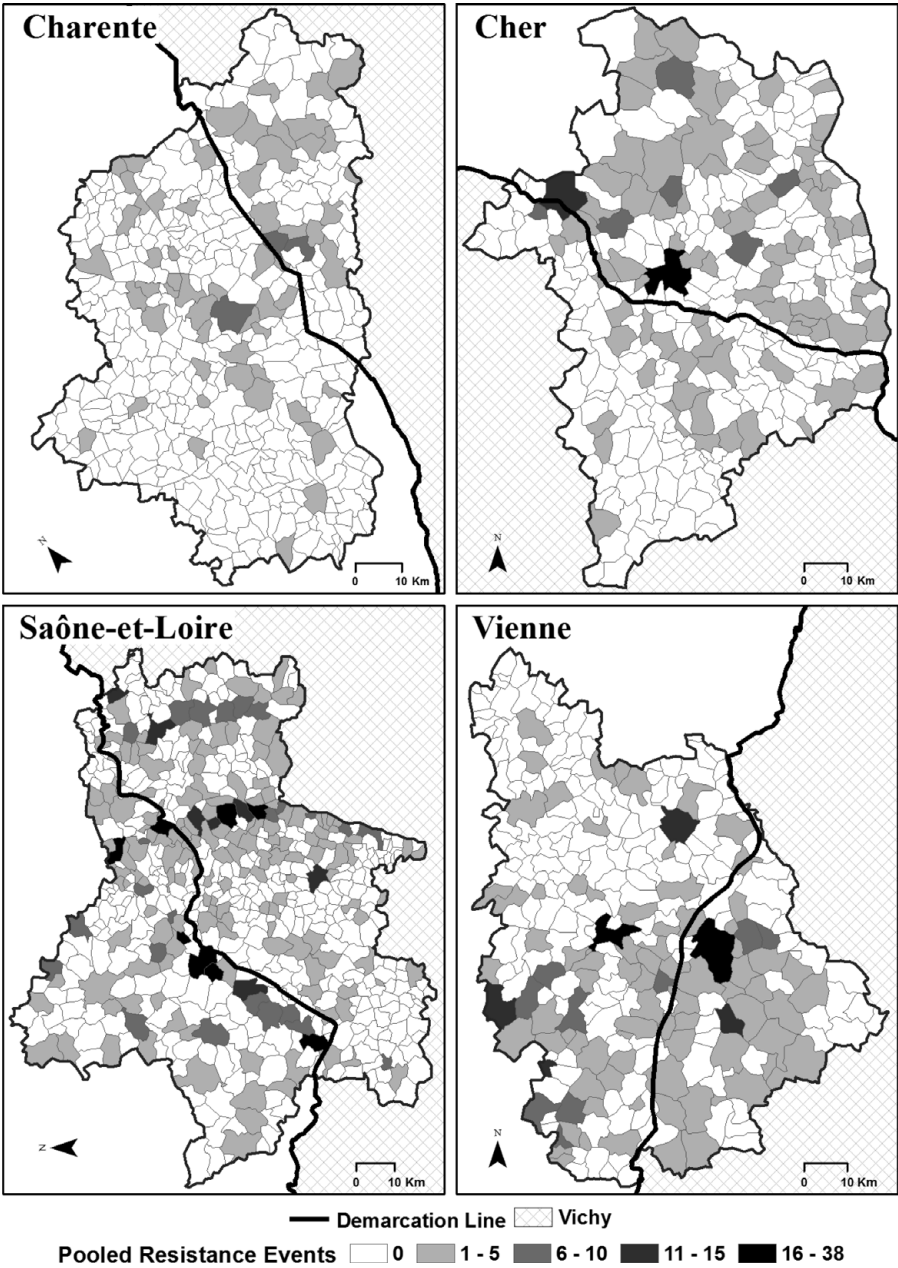 Charente
N
0 10 Km
Cher
N
0 10 Km
Saône-et-Loire
N
0 10 Km
Vienne
N
0 10 Km
Demarcation Line Vichy
Pooled Resistance Events 0 1 - 5 6 - 10 11 - 15 16 - 38